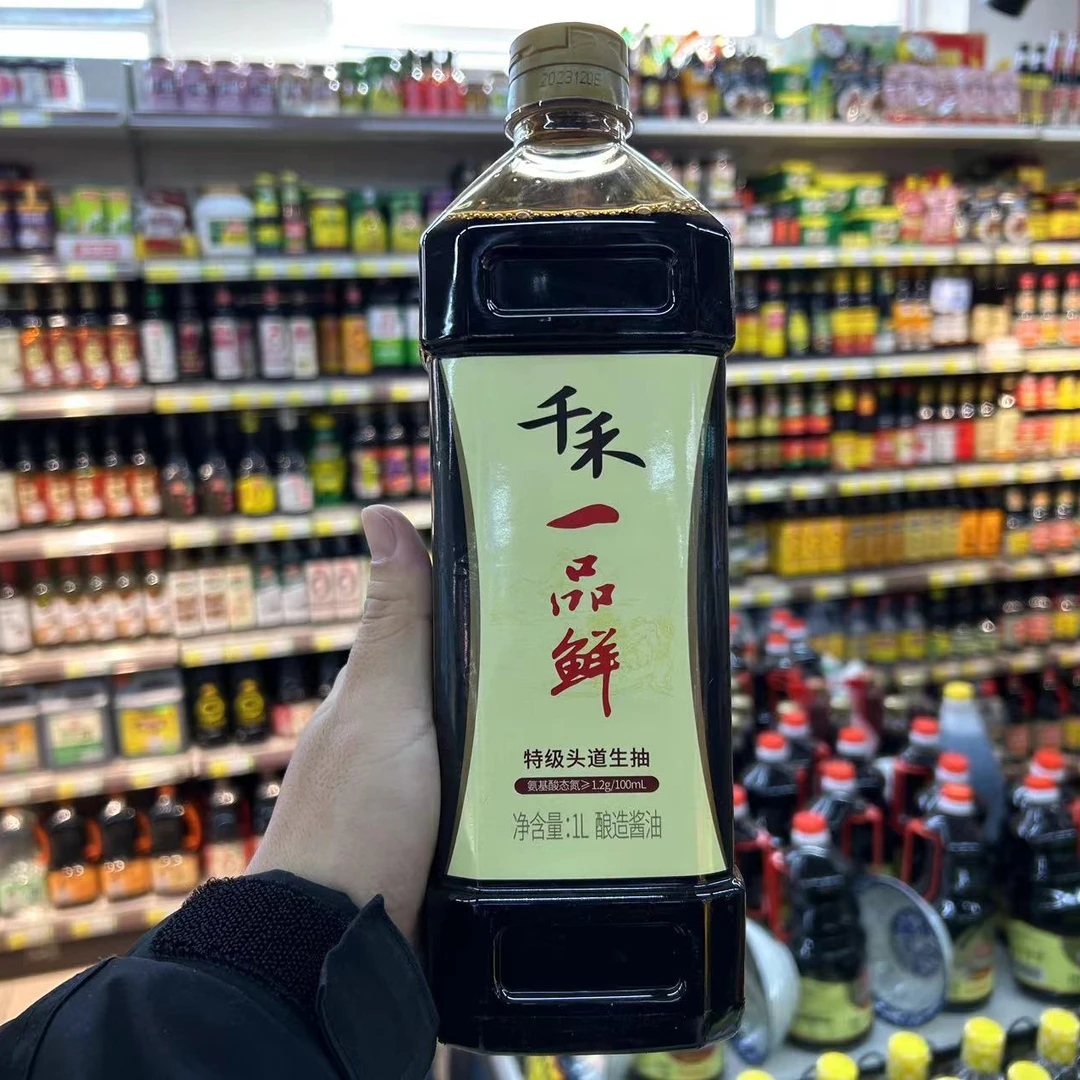 20231208
千禾
一
品
鲜
特级头道生抽
氨基酸态氮≥1.2g/100mL
净含量:1L 酿造酱油